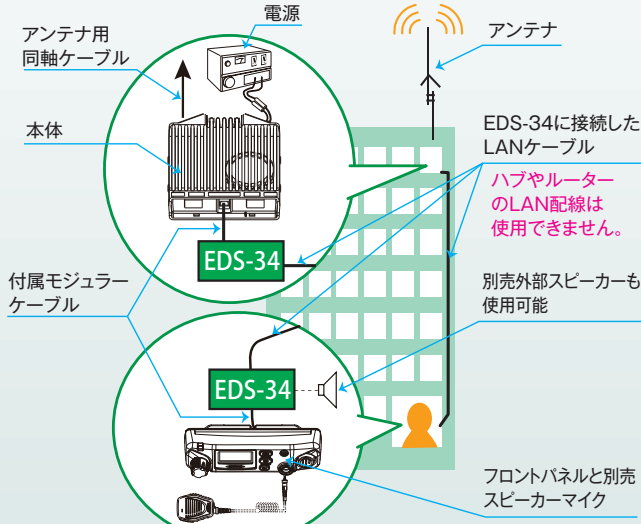 電源
アンテナ用
同軸ケーブル
アンテナ
本体
EDS-34に接続した
LANケーブル
ハブやルーター
のLAN配線は
使用できません。
EDS-34
付属モジュラー
ケーブル
別売外部スピーカーも
使用可能
EDS-34
フロントパネルと別売
スピーカーマイク